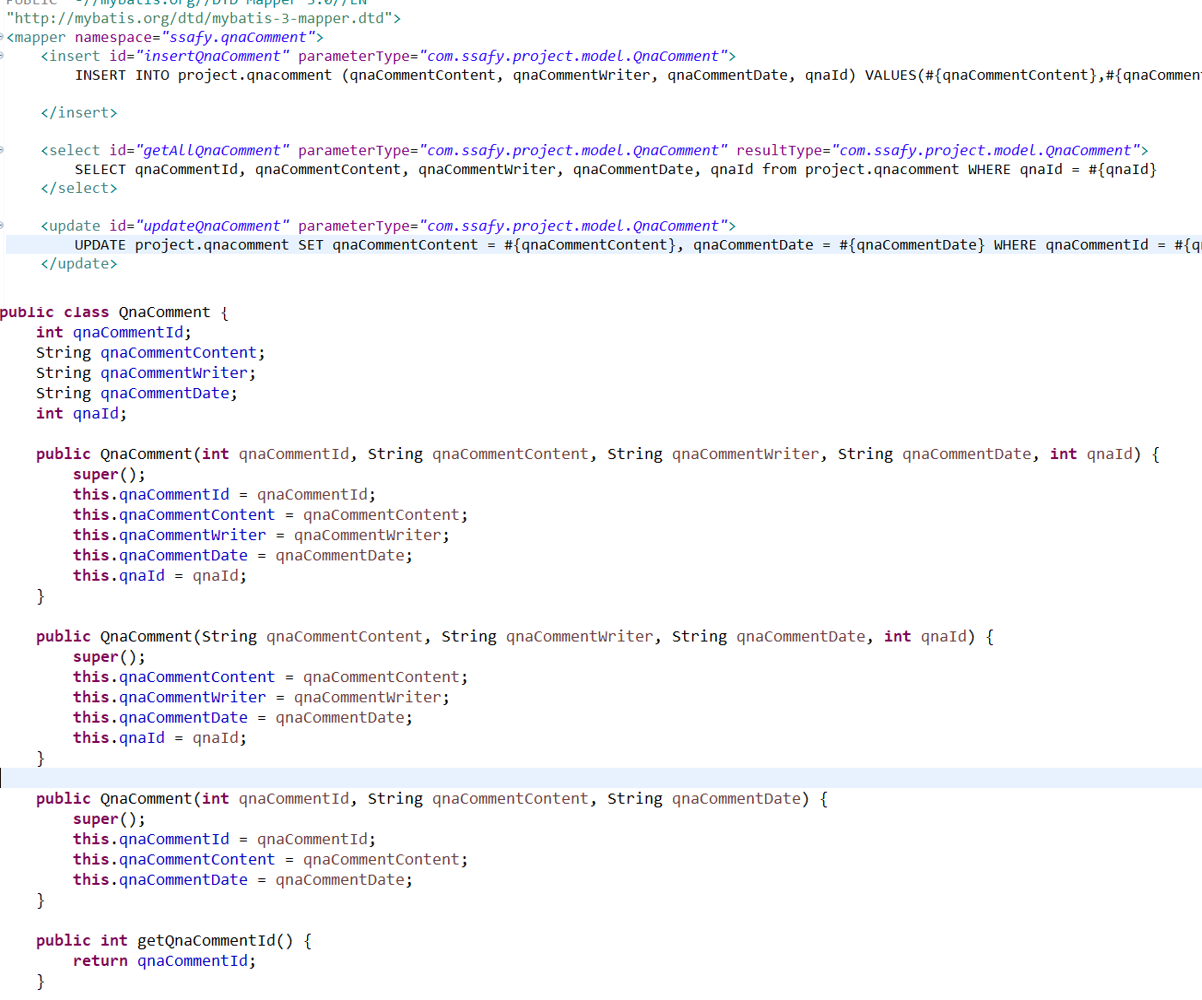 PUBLIC "-//mybatis.org//DTD Mapper 3.0//EN"
"http://mybatis.org/dtd/mybatis-3-mapper.dtd">
<mapper namespace="ssafy.qnaComment">
<insert id="insertQnaComment" parameterType="com.ssafy.project.model.QnaComment">
INSERT INTO project.qnacomment (qnaCommentContent, qnaCommentWriter, qnaCommentDate, qnaId) VALUES(#{qnaCommentContent},#{qnaCommen
</insert>
<select id="getAllQnaComment" parameterType="com.ssafy.project.model.QnaComment" resultType="com.ssafy.project.model.QnaComment">
SELECT qnaCommentId, qnaCommentContent, qnaCommentWriter, qnaCommentDate, qnaId from project.qnacomment WHERE qnaId = #{qnaId}
</select>
<update id="updateQnaComment" parameterType="com.ssafy.project.model.QnaComment">
UPDATE project.qnacomment SET qnaCommentContent = #{qnaCommentContent}, qnaCommentDate = #{qnaCommentDate} WHERE qnaCommentId = #{q
</update>
public class QnaComment {
int qnaCommentId;
String qnaCommentContent;
String qnaCommentWriter;
String qnaCommentDate;
int qnaId;
public QnaComment(int qnaCommentId, String qnaCommentContent, String qnaCommentWriter, String qnaCommentDate, int qnaId) {
super();
this.qnaCommentId = qnaCommentId;
this.qnaCommentContent = qnaCommentContent;
this.qnaCommentWriter = qnaCommentWriter;
this.qnaCommentDate = qnaCommentDate;
this.qnaId = qnaId;
}
public QnaComment(String qnaCommentContent, String qnaCommentWriter, String qnaCommentDate, int qnaId) {
super();
this.qnaCommentContent = qnaCommentContent;
this.qnaCommentWriter = qnaCommentWriter;
this.qnaCommentDate = qnaCommentDate;
this.qnaId = qnaId;
}
public QnaComment(int qnaCommentId, String qnaCommentContent, String qnaCommentDate) {
super();
this.qnaCommentId = qnaCommentId;
this.qnaCommentContent = qnaCommentContent;
this.qnaCommentDate = qnaCommentDate;
}
public int getQnaCommentId() {
return qnaCommentId;
}